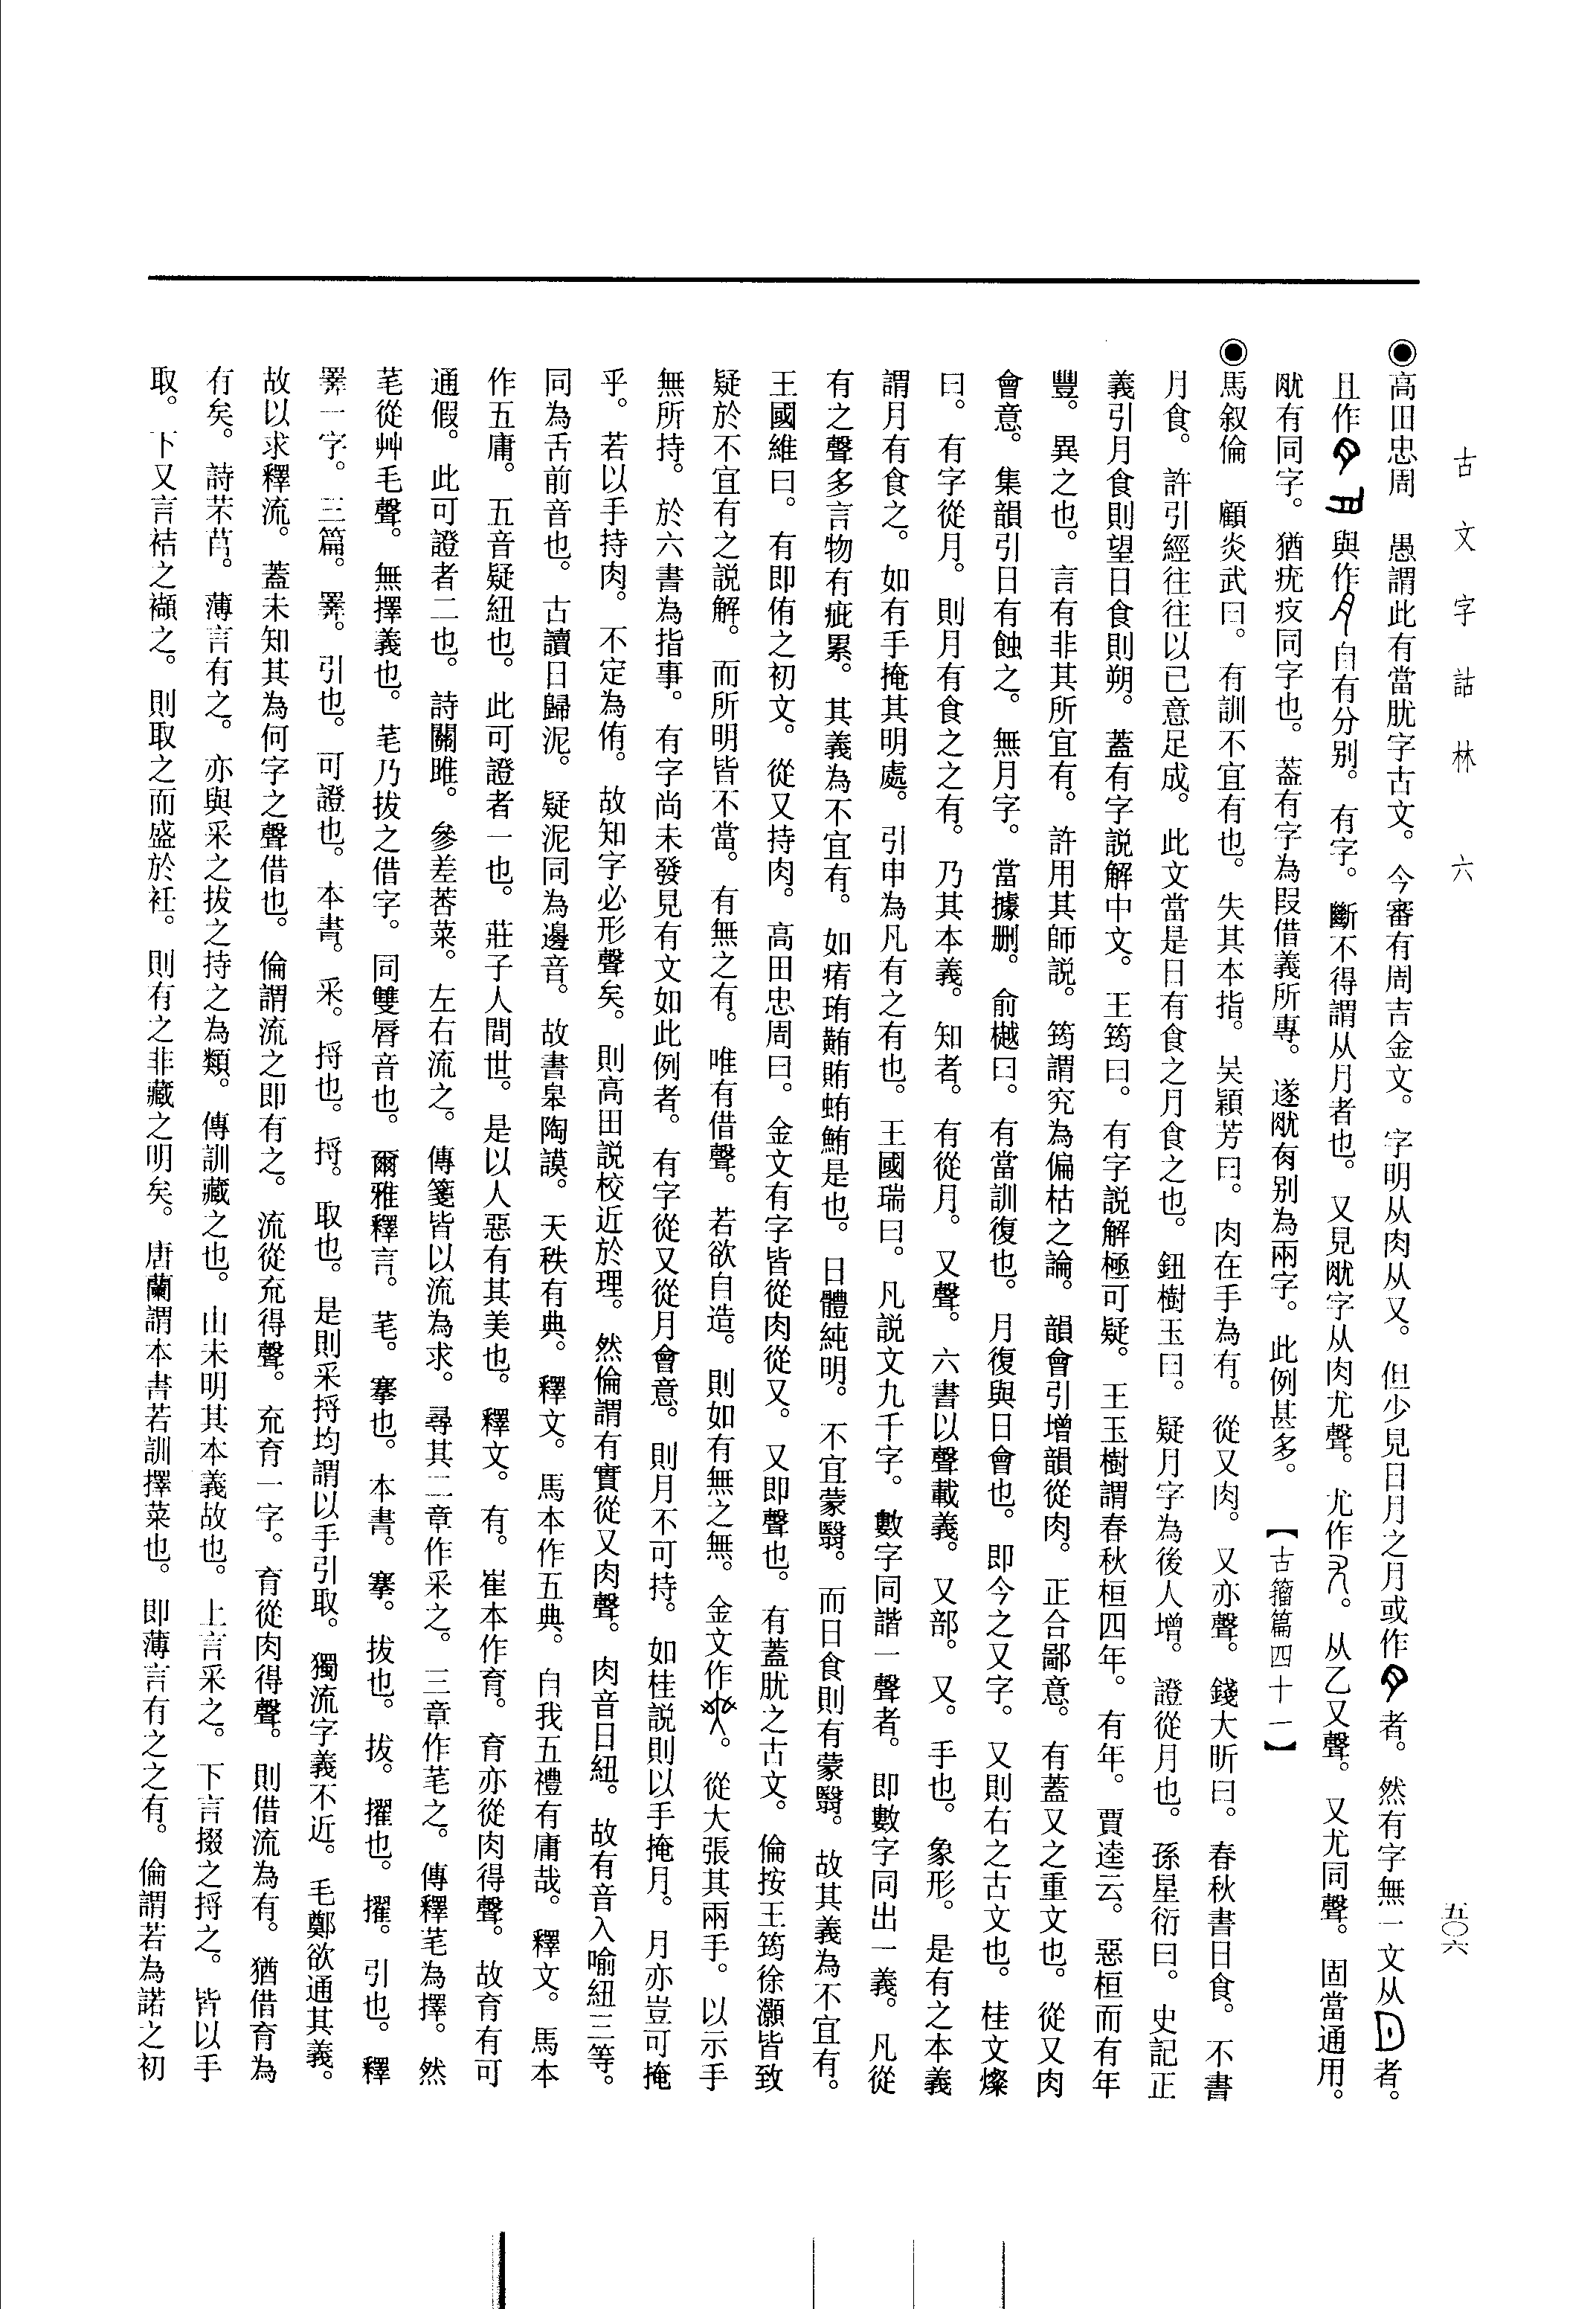 古文字詁林 六
五〇六
◉高田忠周 愚謂此有當肬字古文。今審有周吉金文。字明从肉从又。但少見日月之月或作者。然有字無一文从者。
且作與作自有分别。有字。斷不得謂从月者也。又見肬字从肉尤聲。尤作。从乙又聲。又尤同聲。固當通用。
肬有同字。猶疣疫同字也。葢有字為叚借義所專。遂肬有别為兩字。此例甚多。【古籀篇四十一】
◉馬叙倫 顧炎武曰。有訓不宜有也。失其本指。吴穎芳曰。肉在手為有。從又肉。又亦聲。錢大昕曰。春秋書日食。不書
月食。許引經往往以已意足成。此文當是日有食之月食之也。鈕樹玉曰。疑月字為後人增。證從月也。孫星衍曰。史記正
義引月食則望日食則朔。蓋有字説解中文。王筠曰。有字説解極可疑。王玉樹謂春秋桓四年。有年。賈逵云。惡桓而有年
豐。異之也。言有非其所宜有。許用其師説。筠謂究為偏枯之論。韻會引增韻從肉。正合鄙意。有蓋又之重文也。從又肉
會意。集韻引日有蝕之。無月字。當據删。俞樾曰。有當訓復也。月復與日會也。即今之又字。又則右之古文也。桂文燦
曰。有字從月。則月有食之之有。乃其本義。知者。有從月。又聲。六書以聲載義。又部。又。手也。象形。是有之本義
謂月有食之。如有手掩其明處。引申為凡有之有也。王國瑞曰。凡説文九千字。數字同諧一聲者。即數字同出一義。凡從
有之聲多言物有疵累。其義為不宜有。如痏珛䵋賄蛕鮪是也。日體純明。不宜蒙翳。而日食則有蒙翳。故其義為不宜有。
王國維曰。有即侑之初文。從又持肉。高田忠周曰。金文有字皆從肉從又。又即聲也。有蓋肬之古文。倫按王筠徐灝皆致
疑於不宜有之説解。而所明皆不當。有無之有。唯有借聲。若欲自造。則如有無之無。金文作。從大張其兩手。以示手
無所持。於六書為指事。有字尚未發見有文如此例者。有字從又從月會意。則月不可持。如桂説則以手掩月。月亦豈可掩
乎。若以手持肉。不定為侑。故知字必形聲矣。則高田説校近於理。然倫謂有實從又肉聲。肉音日紐。故有音入喻紐三等。
同為舌前音也。古讀日歸泥。疑泥同為邊音。故書皋陶謨。天秩有典。釋文。馬本作五典。自我五禮有庸哉。釋文。馬本
作五庸。五音疑紐也。此可證者一也。莊子人間世。是以人惡有其美也。釋文。有。崔本作育。育亦從肉得聲。故育有可
通假。此可證者二也。詩關雎。參差荇菜。左右流之。傳箋皆以流為求。尋其二章作采之。三章作芼之。傳釋芼為擇。然
芼從艸毛聲。無擇義也。芼乃拔之借字。同雙唇音也。爾雅釋言。芼。搴也。本書。搴。拔也。拔。擢也。擢。引也。釋
睪一字。三篇。睪。引也。可證也。本書。采。捋也。捋。取也。是則采捋均謂以手引取。獨流字義不近。毛鄭欲通其義。
故以求釋流。蓋未知其為何字之聲借也。倫謂流之即有之。流從㐬得聲。㐬育一字。育從肉得聲。則借流為有。猶借育為
有矣。詩芣苢。薄言有之。亦與采之拔之持之為類。傳訓藏之也。由未明其本義故也。上言采之。下言掇之捋之。皆以手
取。下又言袺之襭之。則取之而盛於衽。則有之非藏之明矣。唐蘭謂本書若訓擇菜也。即薄言有之之有。倫謂若為諾之初